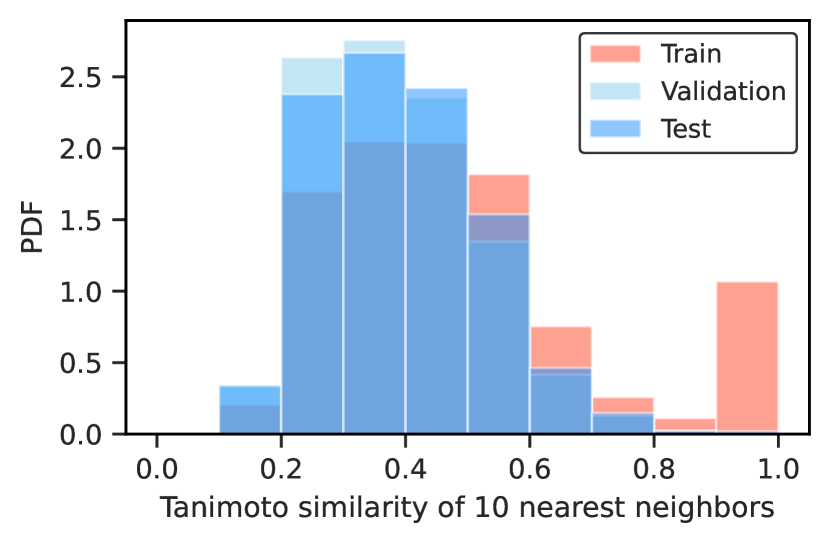 Train
Validation
Test
PDF
2.5
2.0
1.5
1.0
0.5
0.0
0.0 0.2 0.4 0.6 0.8 1.0
Tanimoto similarity of 10 nearest neighbors